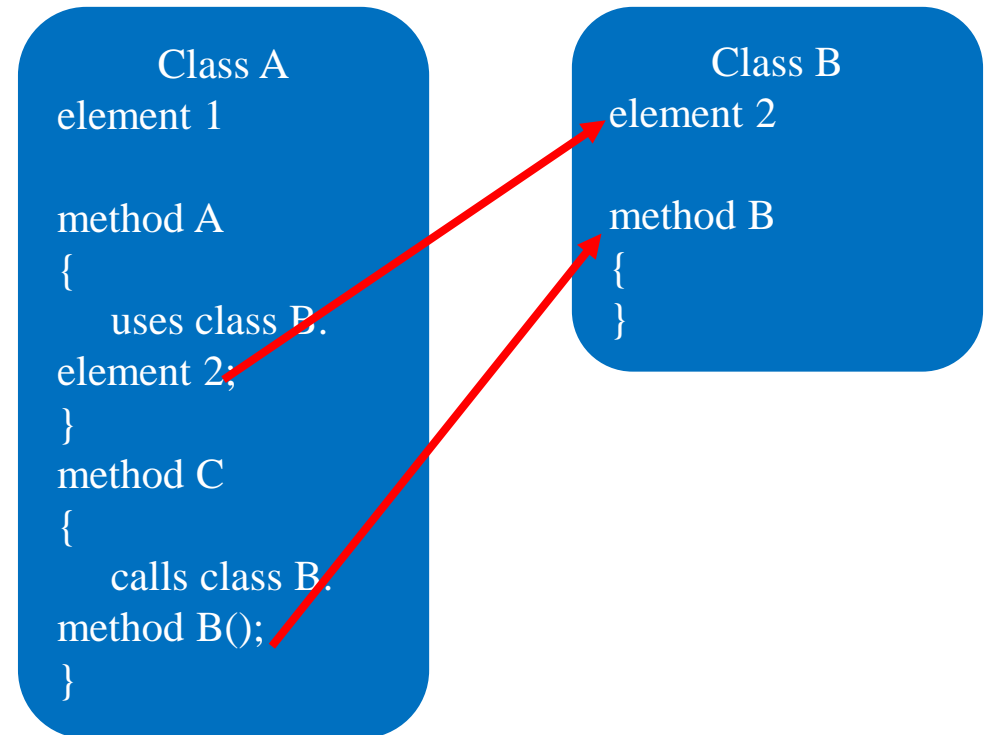 Class A
element 1
method A
{
uses class B.
element 2;
}
method C
{
calls class B.
method B();
}
Class B
element 2
method B
{
}